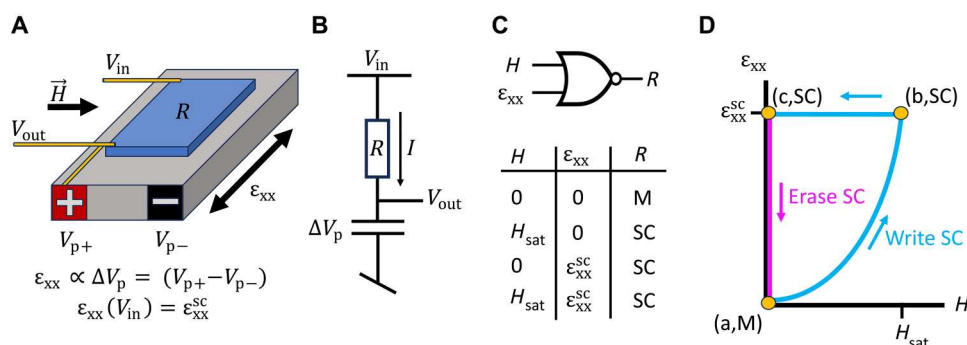 A
V_in
H⃗
R
V_out
ε_xx
+
−
V_p+
V_p−
ε_xx ∝ ΔV_p = (V_p+ − V_p−)
ε_xx(V_in) = ε_xx^sc
B
V_in
R
I
V_out
ΔV_p
C
H
ε_xx
R
H ε_xx R
0 0 M
H_sat 0 SC
0 ε_xx^sc SC
H_sat ε_xx^sc SC
D
ε_xx
ε_xx^sc
(c,SC)
(b,SC)
Erase SC
Write SC
(a,M)
H_sat
H